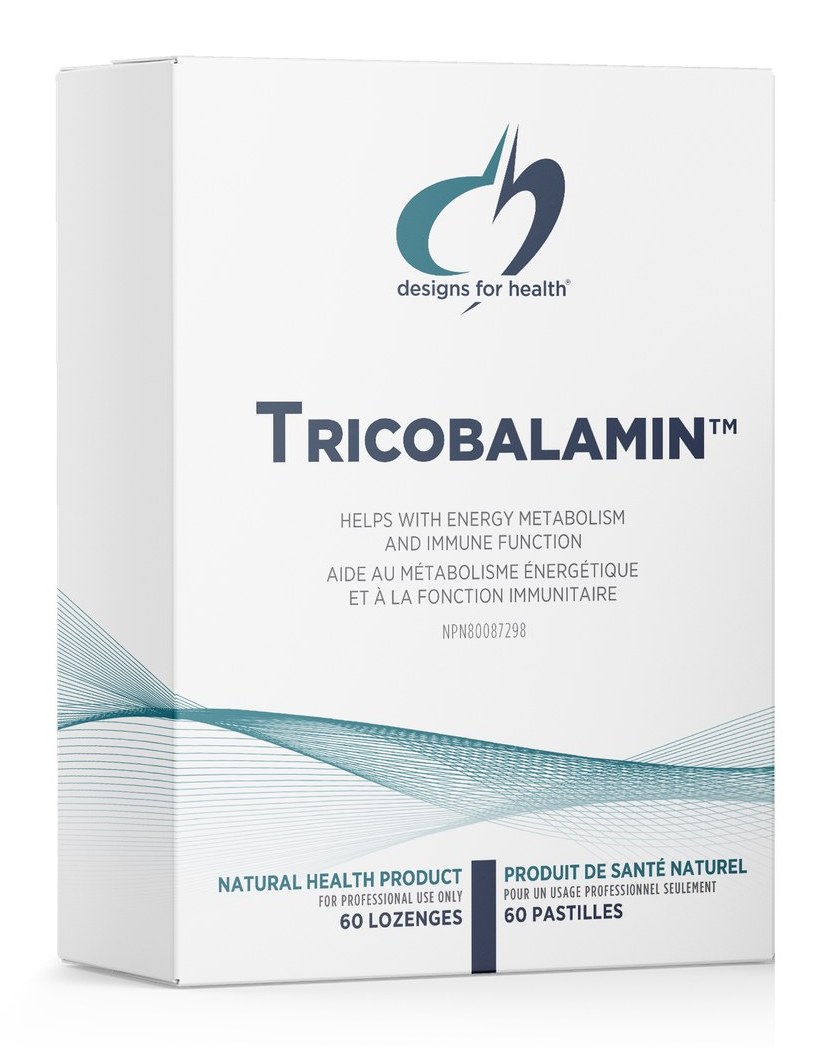 designs for health®
TRICOBALAMIN™
HELPS WITH ENERGY METABOLISM
AND IMMUNE FUNCTION
AIDE AU MÉTABOLISME ÉNERGÉTIQUE
ET À LA FONCTION IMMUNITAIRE
NPN80087298
NATURAL HEALTH PRODUCT
FOR PROFESSIONAL USE ONLY
60 LOZENGES
PRODUIT DE SANTÉ NATUREL
POUR UN USAGE PROFESSIONNEL SEULEMENT
60 PASTILLES